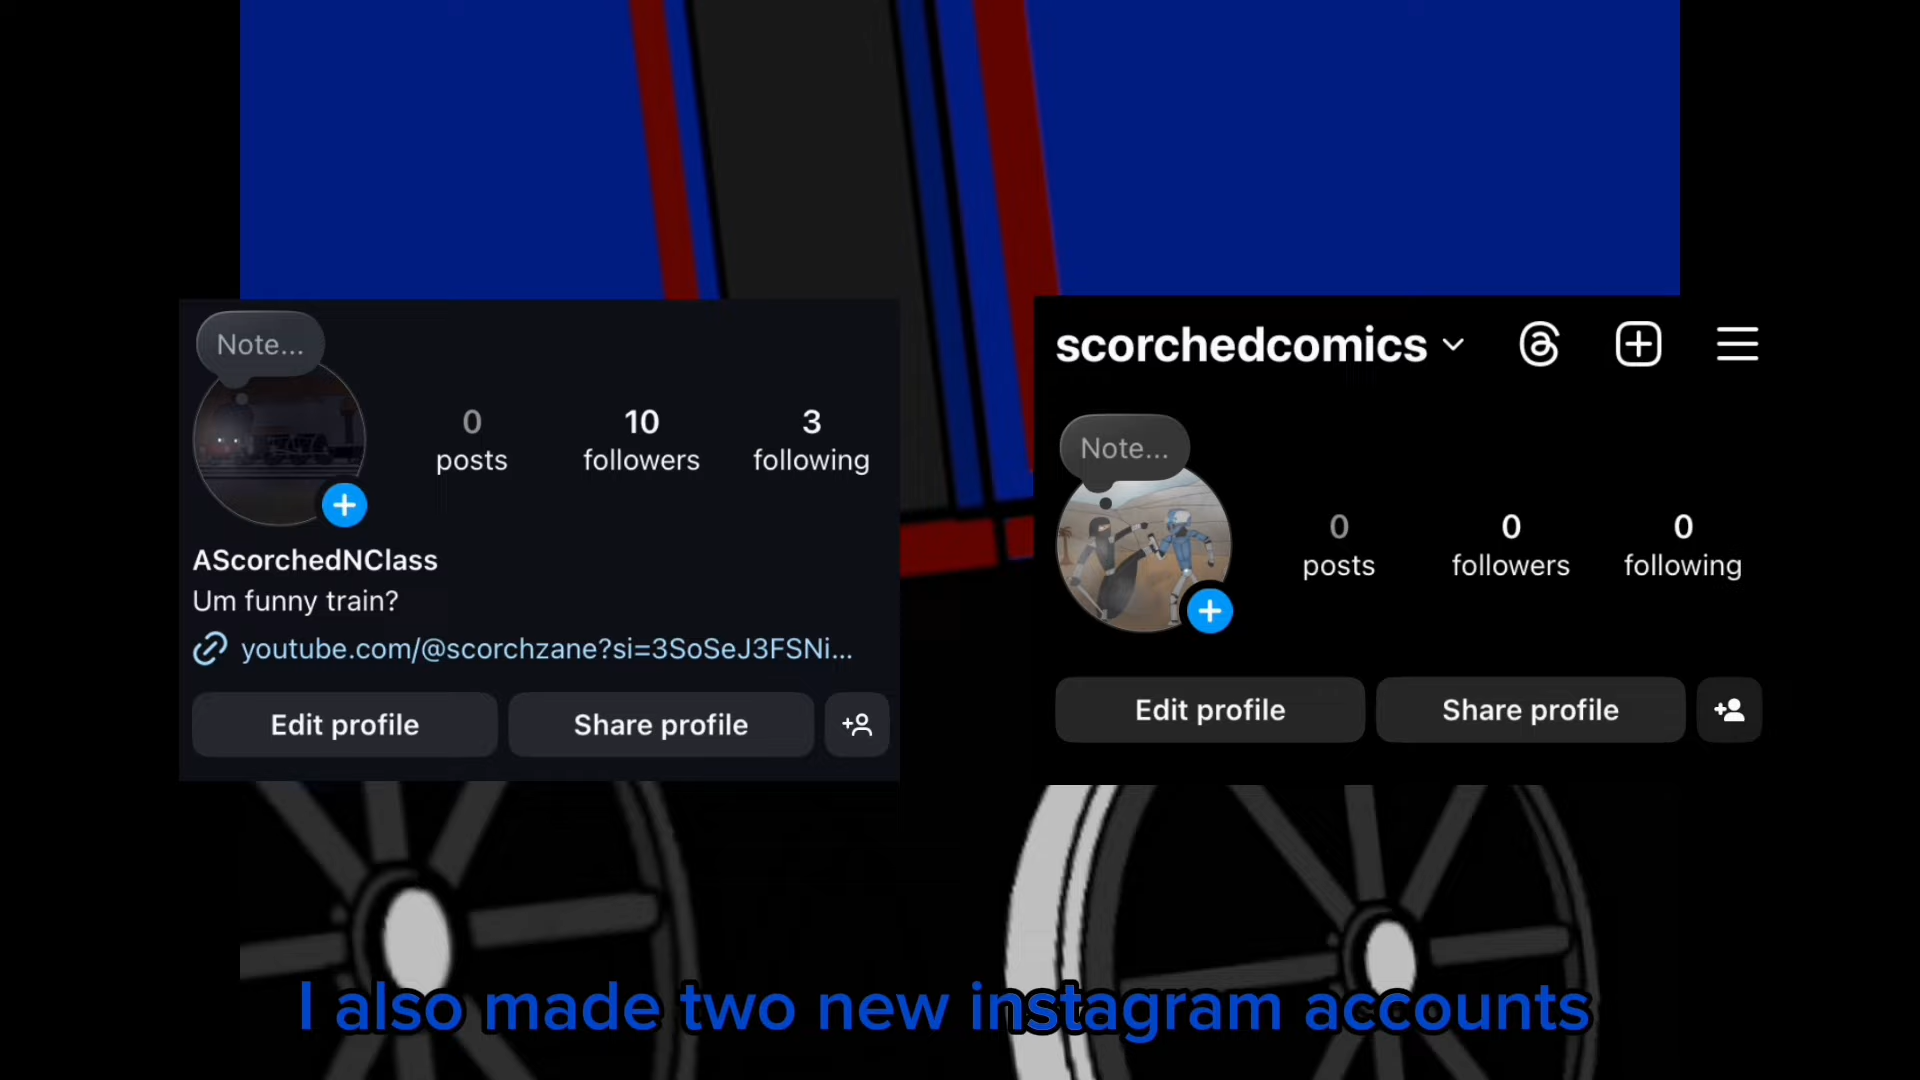 Note...
0
10
3
posts
followers
following
AScorchedNClass
Um funny train?
youtube.com/@scorchzane?si=3SoSeJ3FSNi...
Edit profile
Share profile
scorchedcomics
Note...
0
0
0
posts
followers
following
Edit profile
Share profile
I also made two new instagram accounts